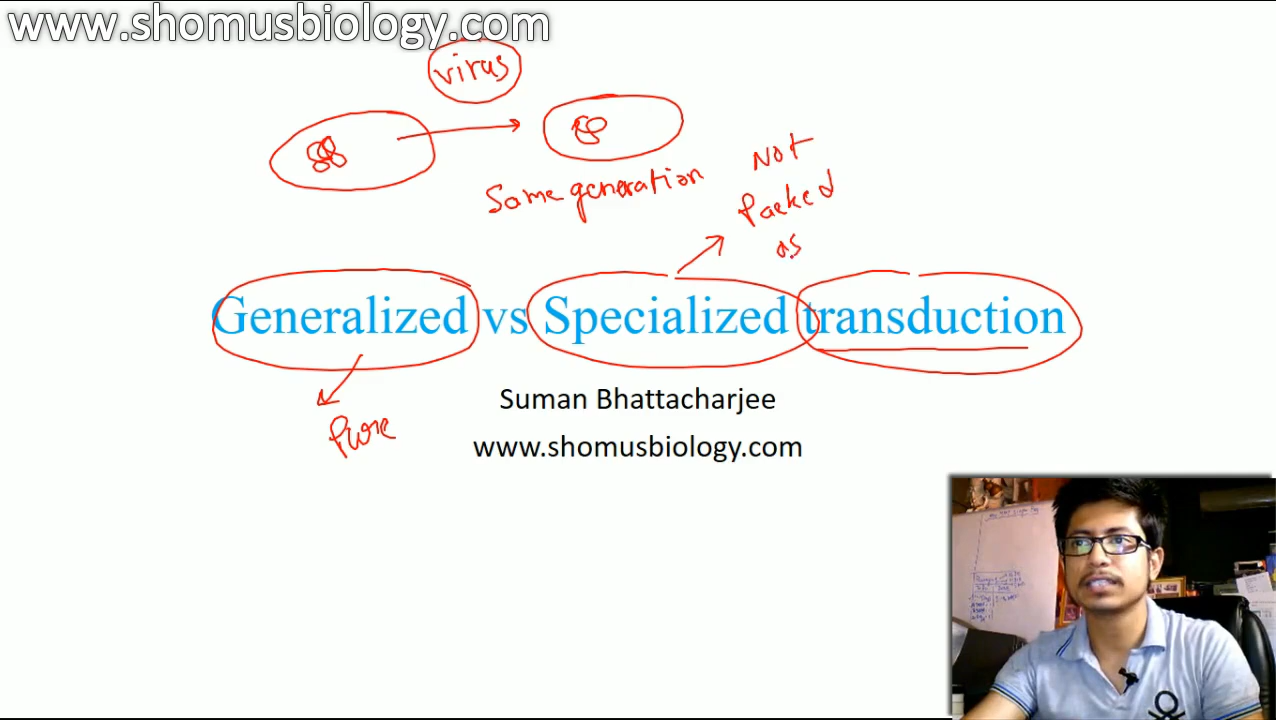 www.shomusbiology.com
virus
Same generation
Not
Packed
as
Generalized vs Specialized transduction
Pure
Suman Bhattacharjee
www.shomusbiology.com